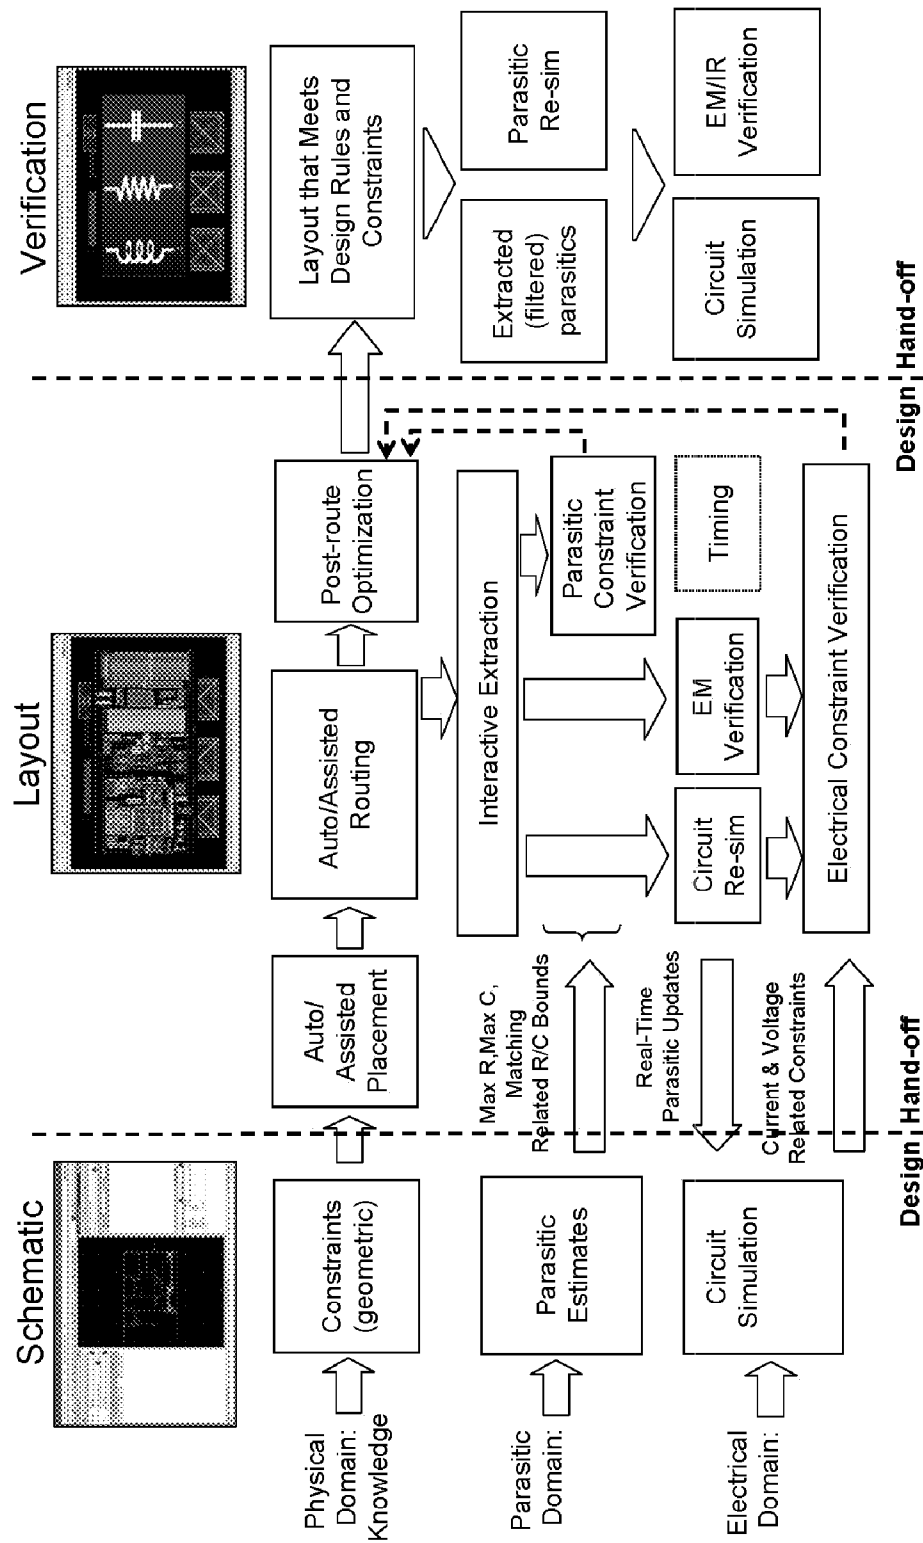 Schematic
Layout
Verification
Physical
Domain:
Knowledge
Constraints
(geometric)
Auto/
Assisted
Placement
Auto/Assisted
Routing
Post-route
Optimization
Layout that Meets
Design Rules and
Constraints
Parasitic
Domain:
Parasitic
Estimates
Max R,Max C,
Matching
Related R/C Bounds
Interactive Extraction
Parasitic
Constraint
Verification
Extracted
(filtered)
parasitics
Parasitic
Re-sim
Electrical
Domain:
Circuit
Simulation
Real-Time
Parasitic Updates
Current & Voltage
Related Constraints
Circuit
Re-sim
EM
Verification
Timing
Electrical Constraint Verification
Circuit
Simulation
EM/IR
Verification
Design Hand-off
Design Hand-off